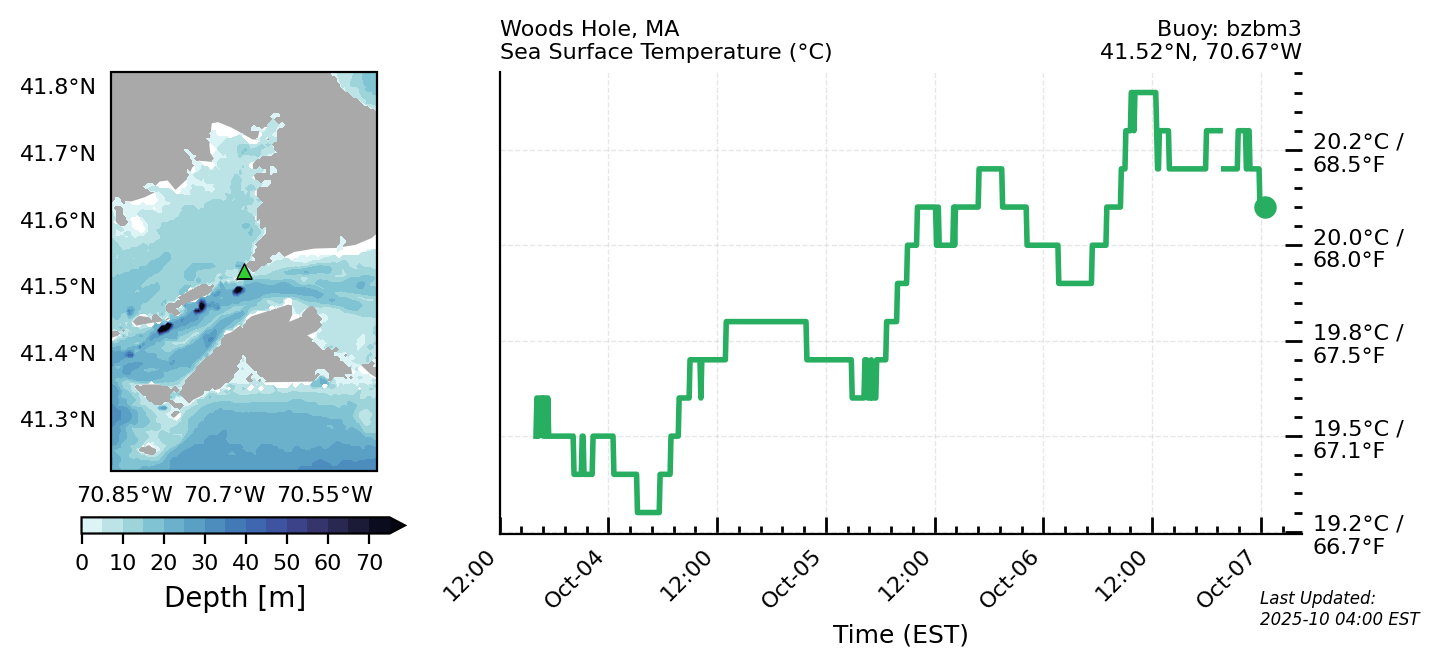 Woods Hole, MA
Sea Surface Temperature (°C)
Buoy: bzbm3
41.52°N, 70.67°W
41.8°N
41.7°N
41.6°N
41.5°N
41.4°N
41.3°N
70.85°W 70.7°W 70.55°W
0 10 20 30 40 50 60 70
Depth [m]
20.2°C /
68.5°F
20.0°C /
68.0°F
19.8°C /
67.5°F
19.5°C /
67.1°F
19.2°C /
66.7°F
12:00 Oct-04 12:00 Oct-05 12:00 Oct-06 12:00 Oct-07
Time (EST)
Last Updated:
2025-10 04:00 EST